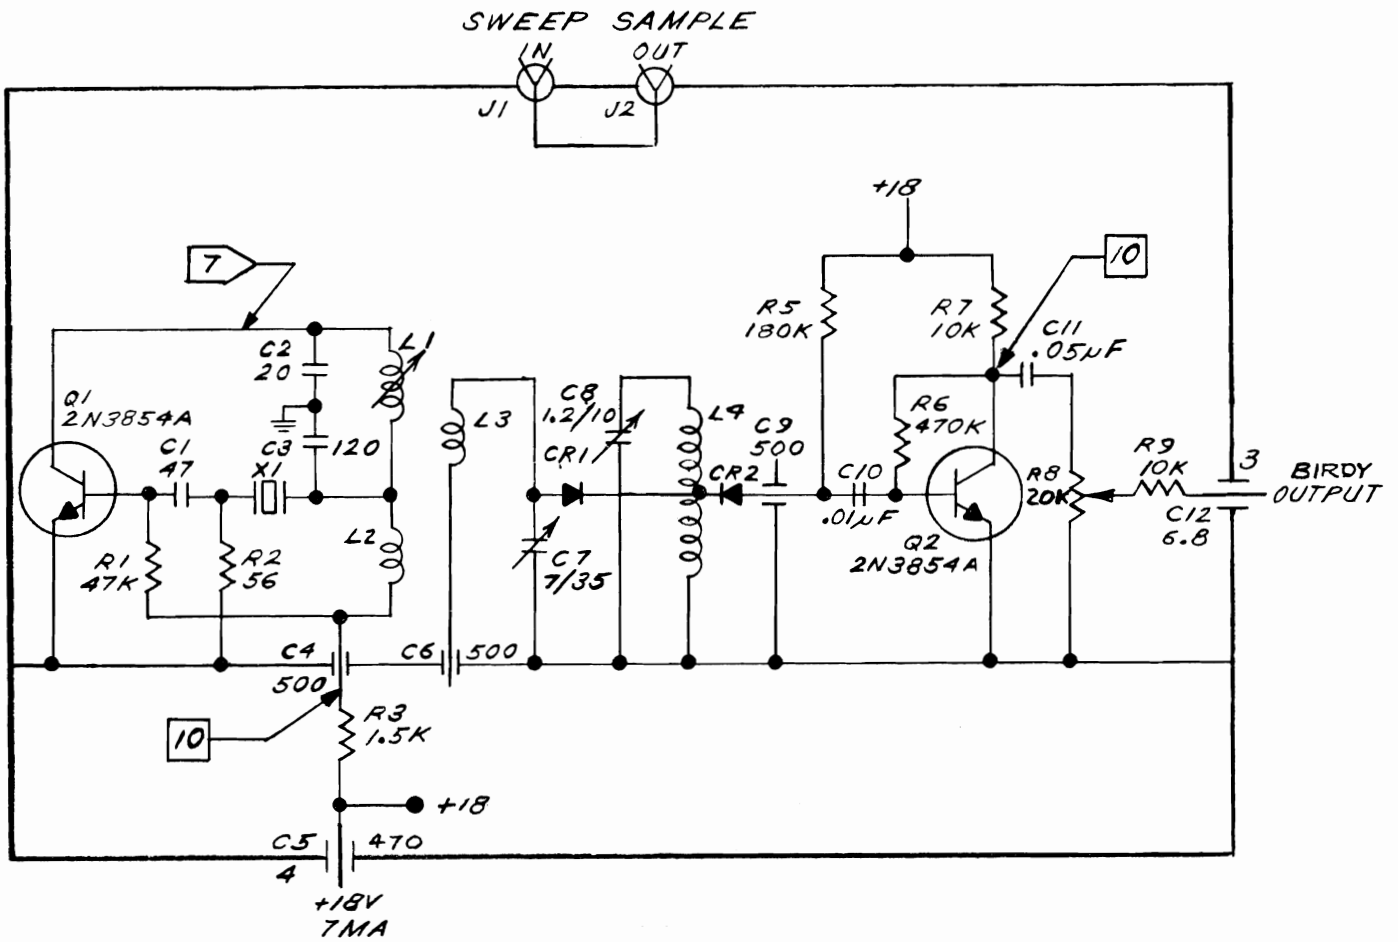 SWEEP SAMPLE
IN OUT
J1 J2
+18
7
10
R5
180K
R7
10K
C11
.05µF
C2
20
L1
Q1
2N3854A
C8
1.2/10
L3
L4
R6
470K
C9
500
C1
47
C3 120
X1
CR1
CR2
C10
.01µF
R8
20K
R9
10K
3
BIRDY
OUTPUT
C12
6.8
L2
R1
47K
R2
56
C7
7/35
Q2
2N3854A
C4
500
C6 500
10
R3
1.5K
+18
C5 470
4
+18V
7MA